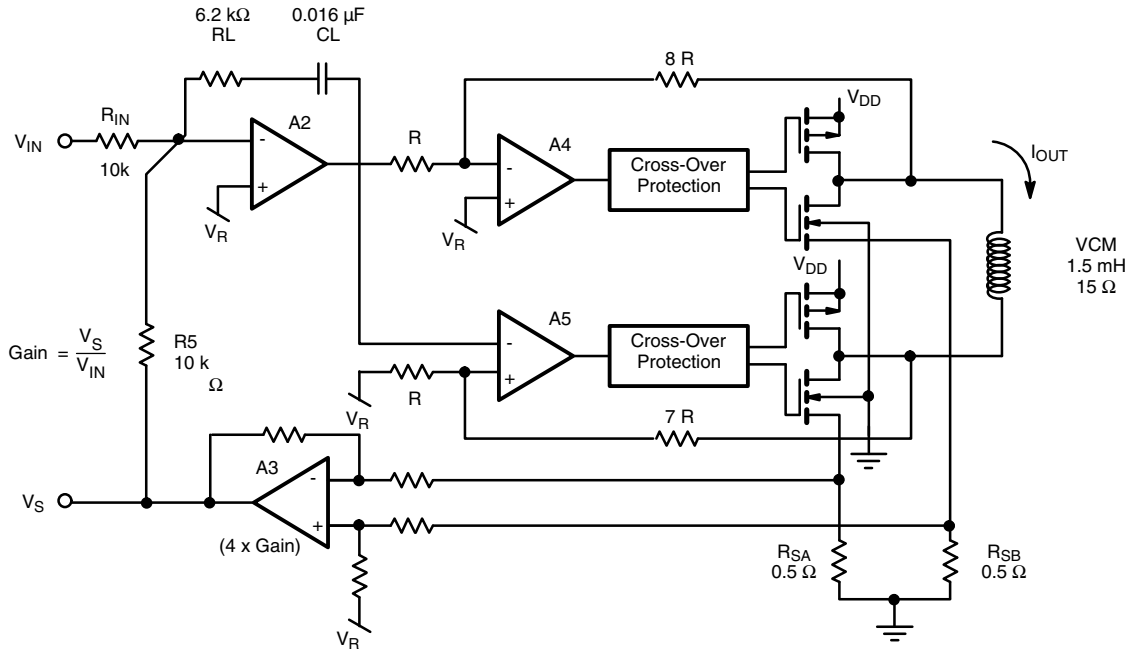 6.2 kΩ
RL
0.016 µF
CL
8 R
VDD
RIN
VIN
10k
A2
-
+
VR
R
A4
-
+
VR
Cross-Over
Protection
IOUT
VCM
1.5 mH
15 Ω
VDD
Gain = VS
VIN
R5
10 k
Ω
A5
-
+
Cross-Over
Protection
VR
R
7 R
A3
-
+
(4 x Gain)
VS
VR
RSA
0.5 Ω
RSB
0.5 Ω